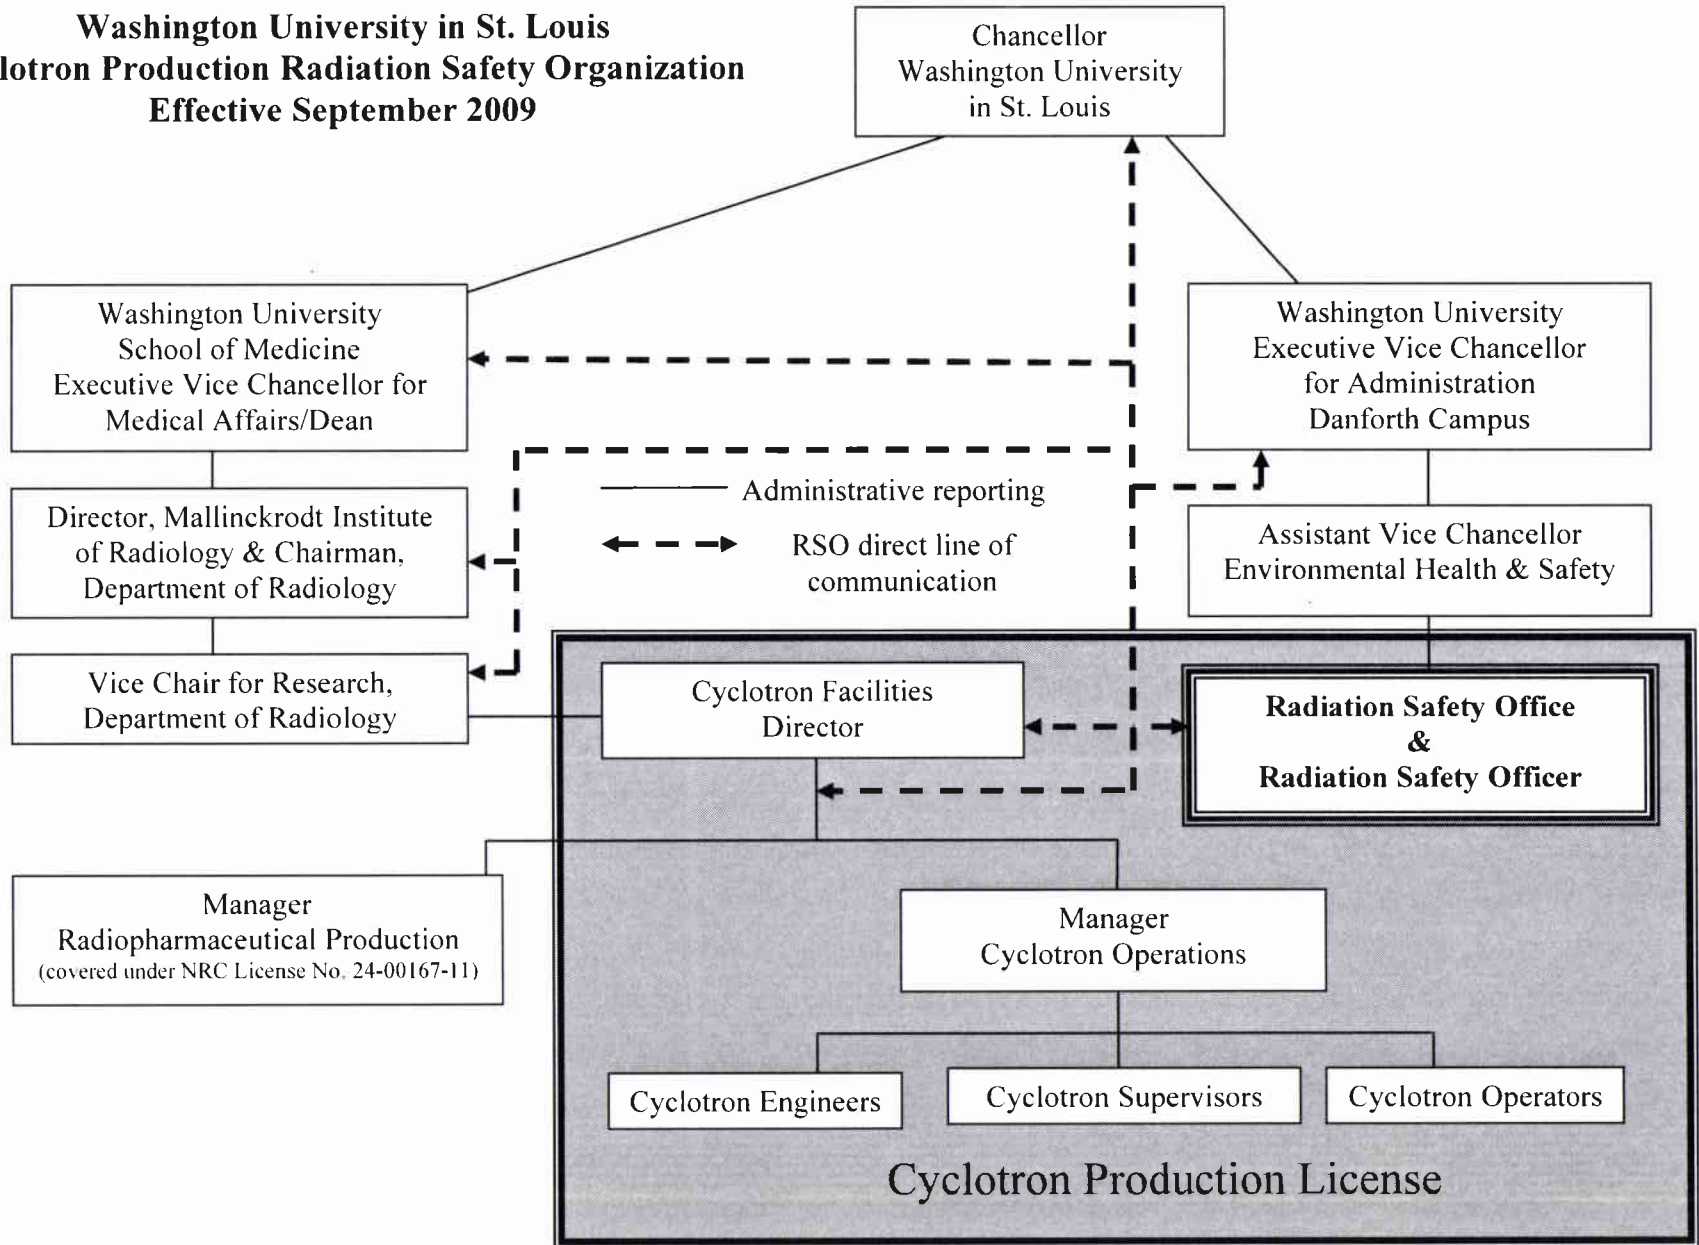 Washington University in St. Louis
lotron Production Radiation Safety Organization
Effective September 2009
Chancellor
Washington University
in St. Louis
Washington University
School of Medicine
Executive Vice Chancellor for
Medical Affairs/Dean
Washington University
Executive Vice Chancellor
for Administration
Danforth Campus
Administrative reporting
RSO direct line of
communication
Director, Mallinckrodt Institute
of Radiology & Chairman,
Department of Radiology
Assistant Vice Chancellor
Environmental Health & Safety
Vice Chair for Research,
Department of Radiology
Cyclotron Facilities
Director
Radiation Safety Office
&
Radiation Safety Officer
Manager
Radiopharmaceutical Production
(covered under NRC License No. 24-00167-11)
Manager
Cyclotron Operations
Cyclotron Engineers
Cyclotron Supervisors
Cyclotron Operators
Cyclotron Production License